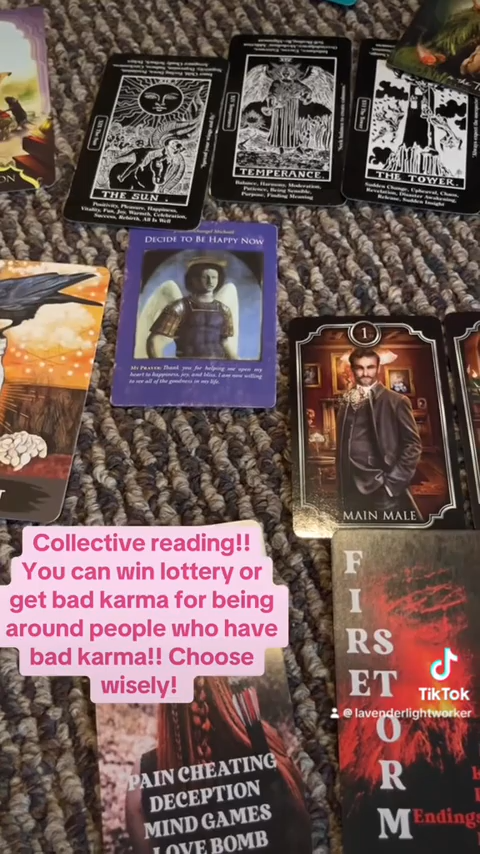 THE SUN
Positivity, Pleasure, Happiness,
Vitality, Fun, Joy, Warmth, Celebration,
Success, Rebirth, All Is Well
TEMPERANCE
Balance, Harmony, Moderation,
Patience, Being Sensible,
Purpose, Finding Meaning
THE TOWER
Sudden Change, Upheaval, Chaos,
Revelation, Disaster Awakening,
Release, Sudden Insight
Archangel Michael
DECIDE TO BE HAPPY NOW
MY PRAYER: Thank you for helping me open my
heart to happiness, joy, and bliss. I am now willing
to see all of the goodness in my life.
1
MAIN MALE
Collective reading!!
You can win lottery or
get bad karma for being
around people who have
bad karma!! Choose
wisely!
PAIN CHEATING
DECEPTION
MIND GAMES
LOVE BOMB
FIRE
STORM
Endings
TikTok
@lavenderlightworker